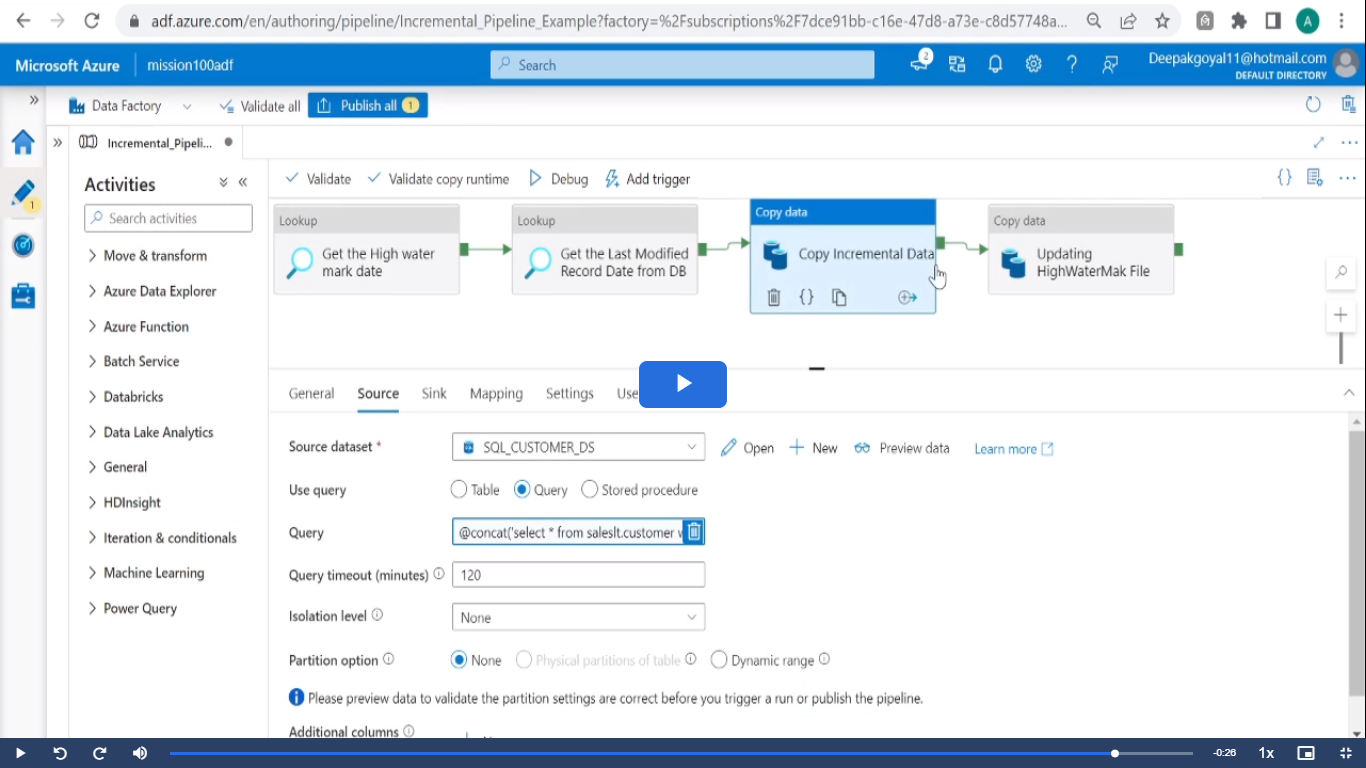 adf.azure.com/en/authoring/pipeline/Incremental_Pipeline_Example?factory=%2Fsubscriptions%2F7dce91bb-c16e-47d8-a73e-c8d57748a...
A
Microsoft Azure
mission100adf
Search
2
Deepakgoyal11@hotmail.com
DEFAULT DIRECTORY
Data Factory
Validate all
Publish all
1
Incremental_Pipeli...
1
Activities
Search activities
Move & transform
Azure Data Explorer
Azure Function
Batch Service
Databricks
Data Lake Analytics
General
HDInsight
Iteration & conditionals
Machine Learning
Power Query
Validate
Validate copy runtime
Debug
Add trigger
Lookup
Get the High water
mark date
Lookup
Get the Last Modified
Record Date from DB
Copy data
Copy Incremental Data
Copy data
Updating
HighWaterMak File
General
Source
Sink
Mapping
Settings
Use
Source dataset *
SQL_CUSTOMER_DS
Open
New
Preview data
Learn more
Use query
Table
Query
Stored procedure
Query
@concat('select * from saleslt.customer w
Query timeout (minutes)
120
Isolation level
None
Partition option
None
Physical partitions of table
Dynamic range
Please preview data to validate the partition settings are correct before you trigger a run or publish the pipeline.
Additional columns
-0:26
1x